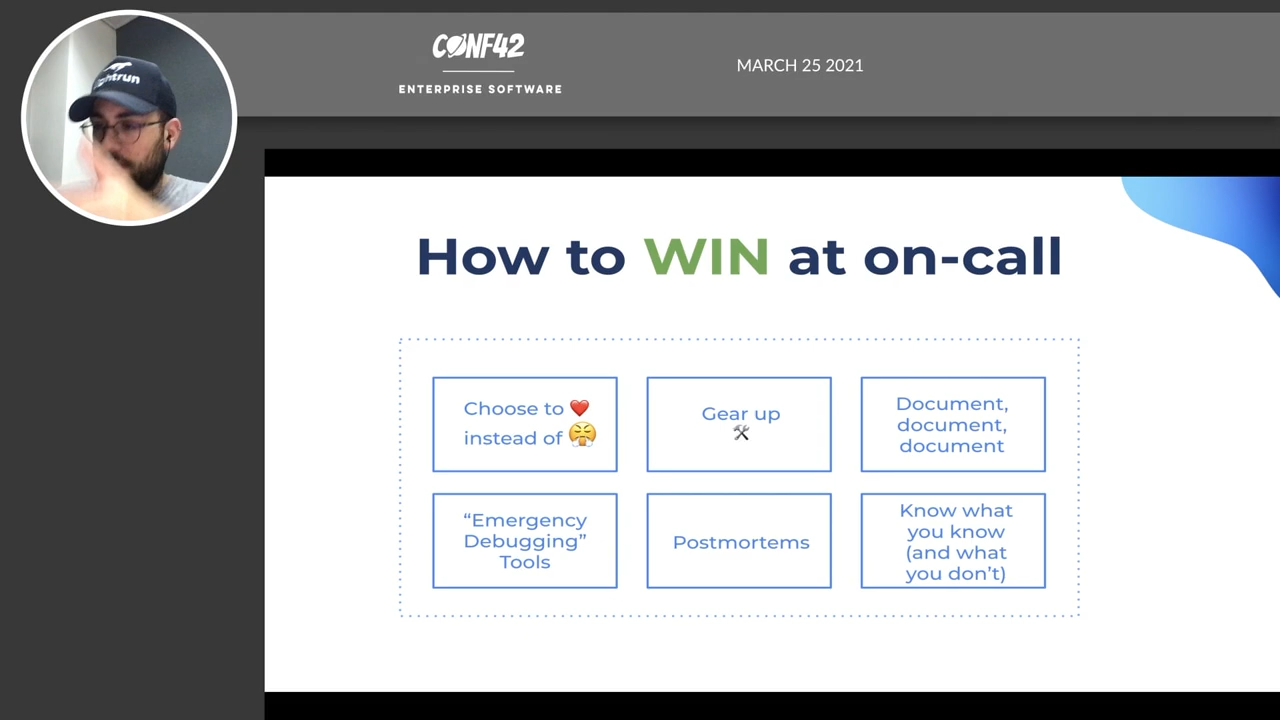 CONF42
ENTERPRISE SOFTWARE
MARCH 25 2021
How to WIN at on-call
Choose to ❤️
instead of 😤
Gear up
🛠
Document,
document,
document
“Emergency
Debugging”
Tools
Postmortems
Know what
you know
(and what
you don’t)